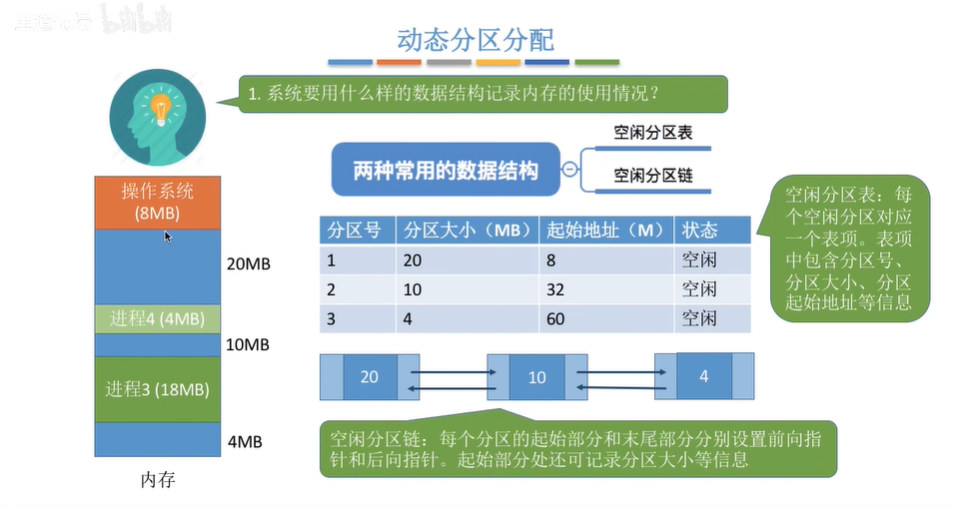 bilibili
动态分区分配
1. 系统要用什么样的数据结构记录内存的使用情况？
空闲分区表
两种常用的数据结构
空闲分区链
操作系统
(8MB)
20MB
进程4 (4MB)
10MB
进程3 (18MB)
4MB
内存
分区号 分区大小（MB） 起始地址（M） 状态
1 20 8 空闲
2 10 32 空闲
3 4 60 空闲
空闲分区表：每
个空闲分区对应
一个表项。表项
中包含分区号、
分区大小、分区
起始地址等信息
20 10 4
空闲分区链：每个分区的起始部分和末尾部分分别设置前向指
针和后向指针。起始部分处还可记录分区大小等信息